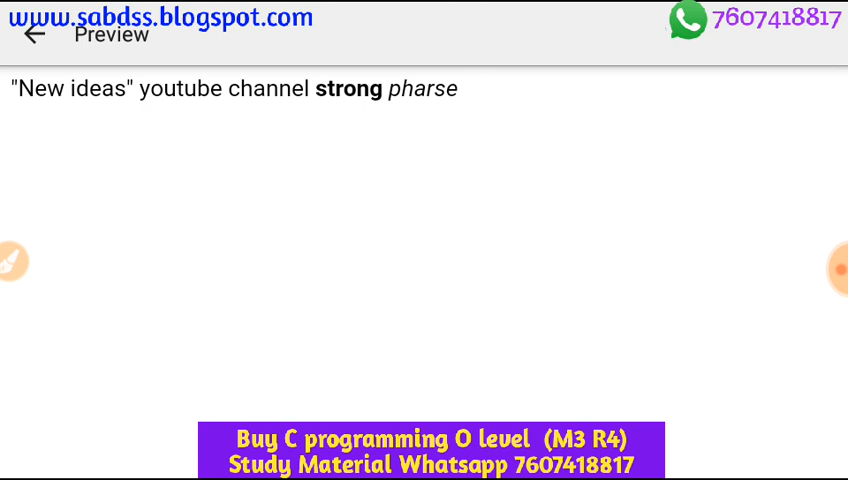 www.sabdss.blogspot.com
7607418817
Preview
"New ideas" youtube channel strong pharse
Buy C programming O level (M3 R4)
Study Material Whatsapp 7607418817